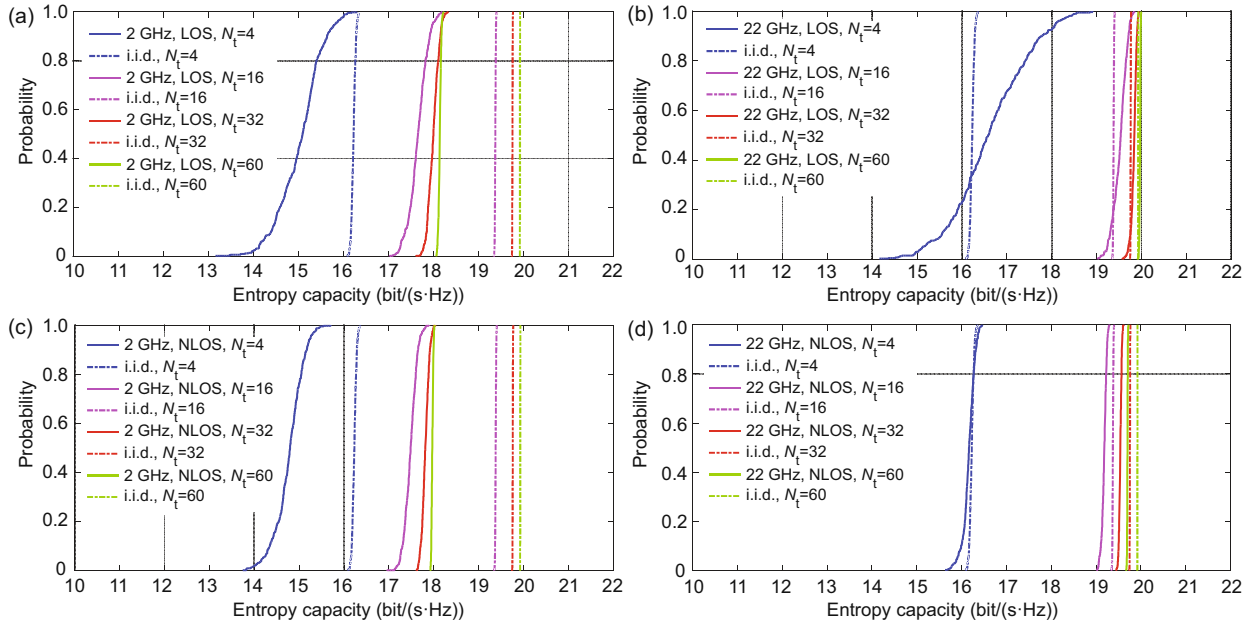 (a)
2 GHz, LOS, Nt=4
i.i.d., Nt=4
2 GHz, LOS, Nt=16
i.i.d., Nt=16
2 GHz, LOS, Nt=32
i.i.d., Nt=32
2 GHz, LOS, Nt=60
i.i.d., Nt=60
Probability
1.0
0.8
0.6
0.4
0.2
0
10 11 12 13 14 15 16 17 18 19 20 21 22
Entropy capacity (bit/(s·Hz))
(b)
22 GHz, LOS, Nt=4
i.i.d., Nt=4
22 GHz, LOS, Nt=16
i.i.d., Nt=16
22 GHz, LOS, Nt=32
i.i.d., Nt=32
22 GHz, LOS, Nt=60
i.i.d., Nt=60
Probability
1.0
0.8
0.6
0.4
0.2
0
10 11 12 13 14 15 16 17 18 19 20 21 22
Entropy capacity (bit/(s·Hz))
(c)
2 GHz, NLOS, Nt=4
i.i.d., Nt=4
2 GHz, NLOS, Nt=16
i.i.d., Nt=16
2 GHz, NLOS, Nt=32
i.i.d., Nt=32
2 GHz, NLOS, Nt=60
i.i.d., Nt=60
Probability
1.0
0.8
0.6
0.4
0.2
0
10 11 12 13 14 15 16 17 18 19 20 21 22
Entropy capacity (bit/(s·Hz))
(d)
22 GHz, NLOS, Nt=4
i.i.d., Nt=4
22 GHz, NLOS, Nt=16
i.i.d., Nt=16
22 GHz, NLOS, Nt=32
i.i.d., Nt=32
22 GHz, NLOS, Nt=60
i.i.d., Nt=60
Probability
1.0
0.8
0.6
0.4
0.2
0
10 11 12 13 14 15 16 17 18 19 20 21 22
Entropy capacity (bit/(s·Hz))